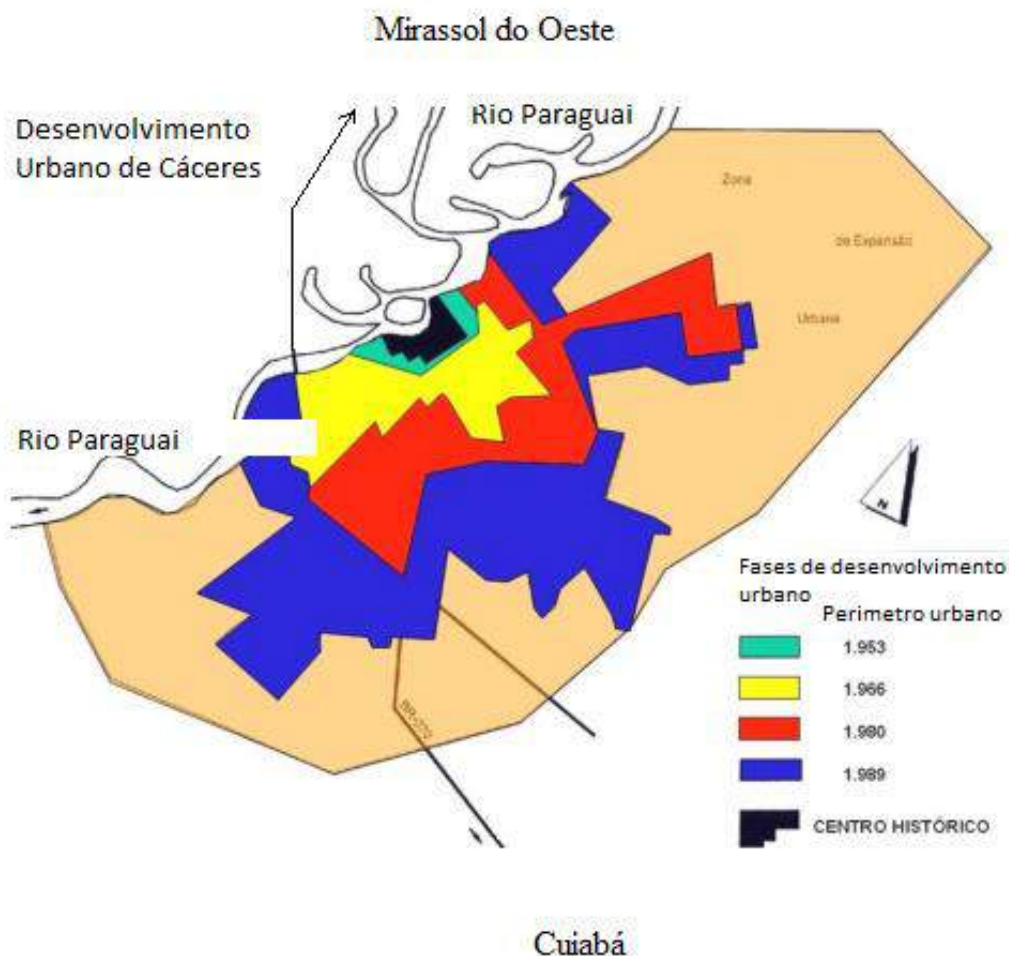 Mirassol do Oeste
Desenvolvimento
Urbano de Cáceres
Rio Paraguai
Zona
de Expansão
Urbana
Rio Paraguai
N
Fases de desenvolvimento
urbano
Perimetro urbano
1.953
1.966
1.980
1.989
CENTRO HISTÓRICO
Cuiabá